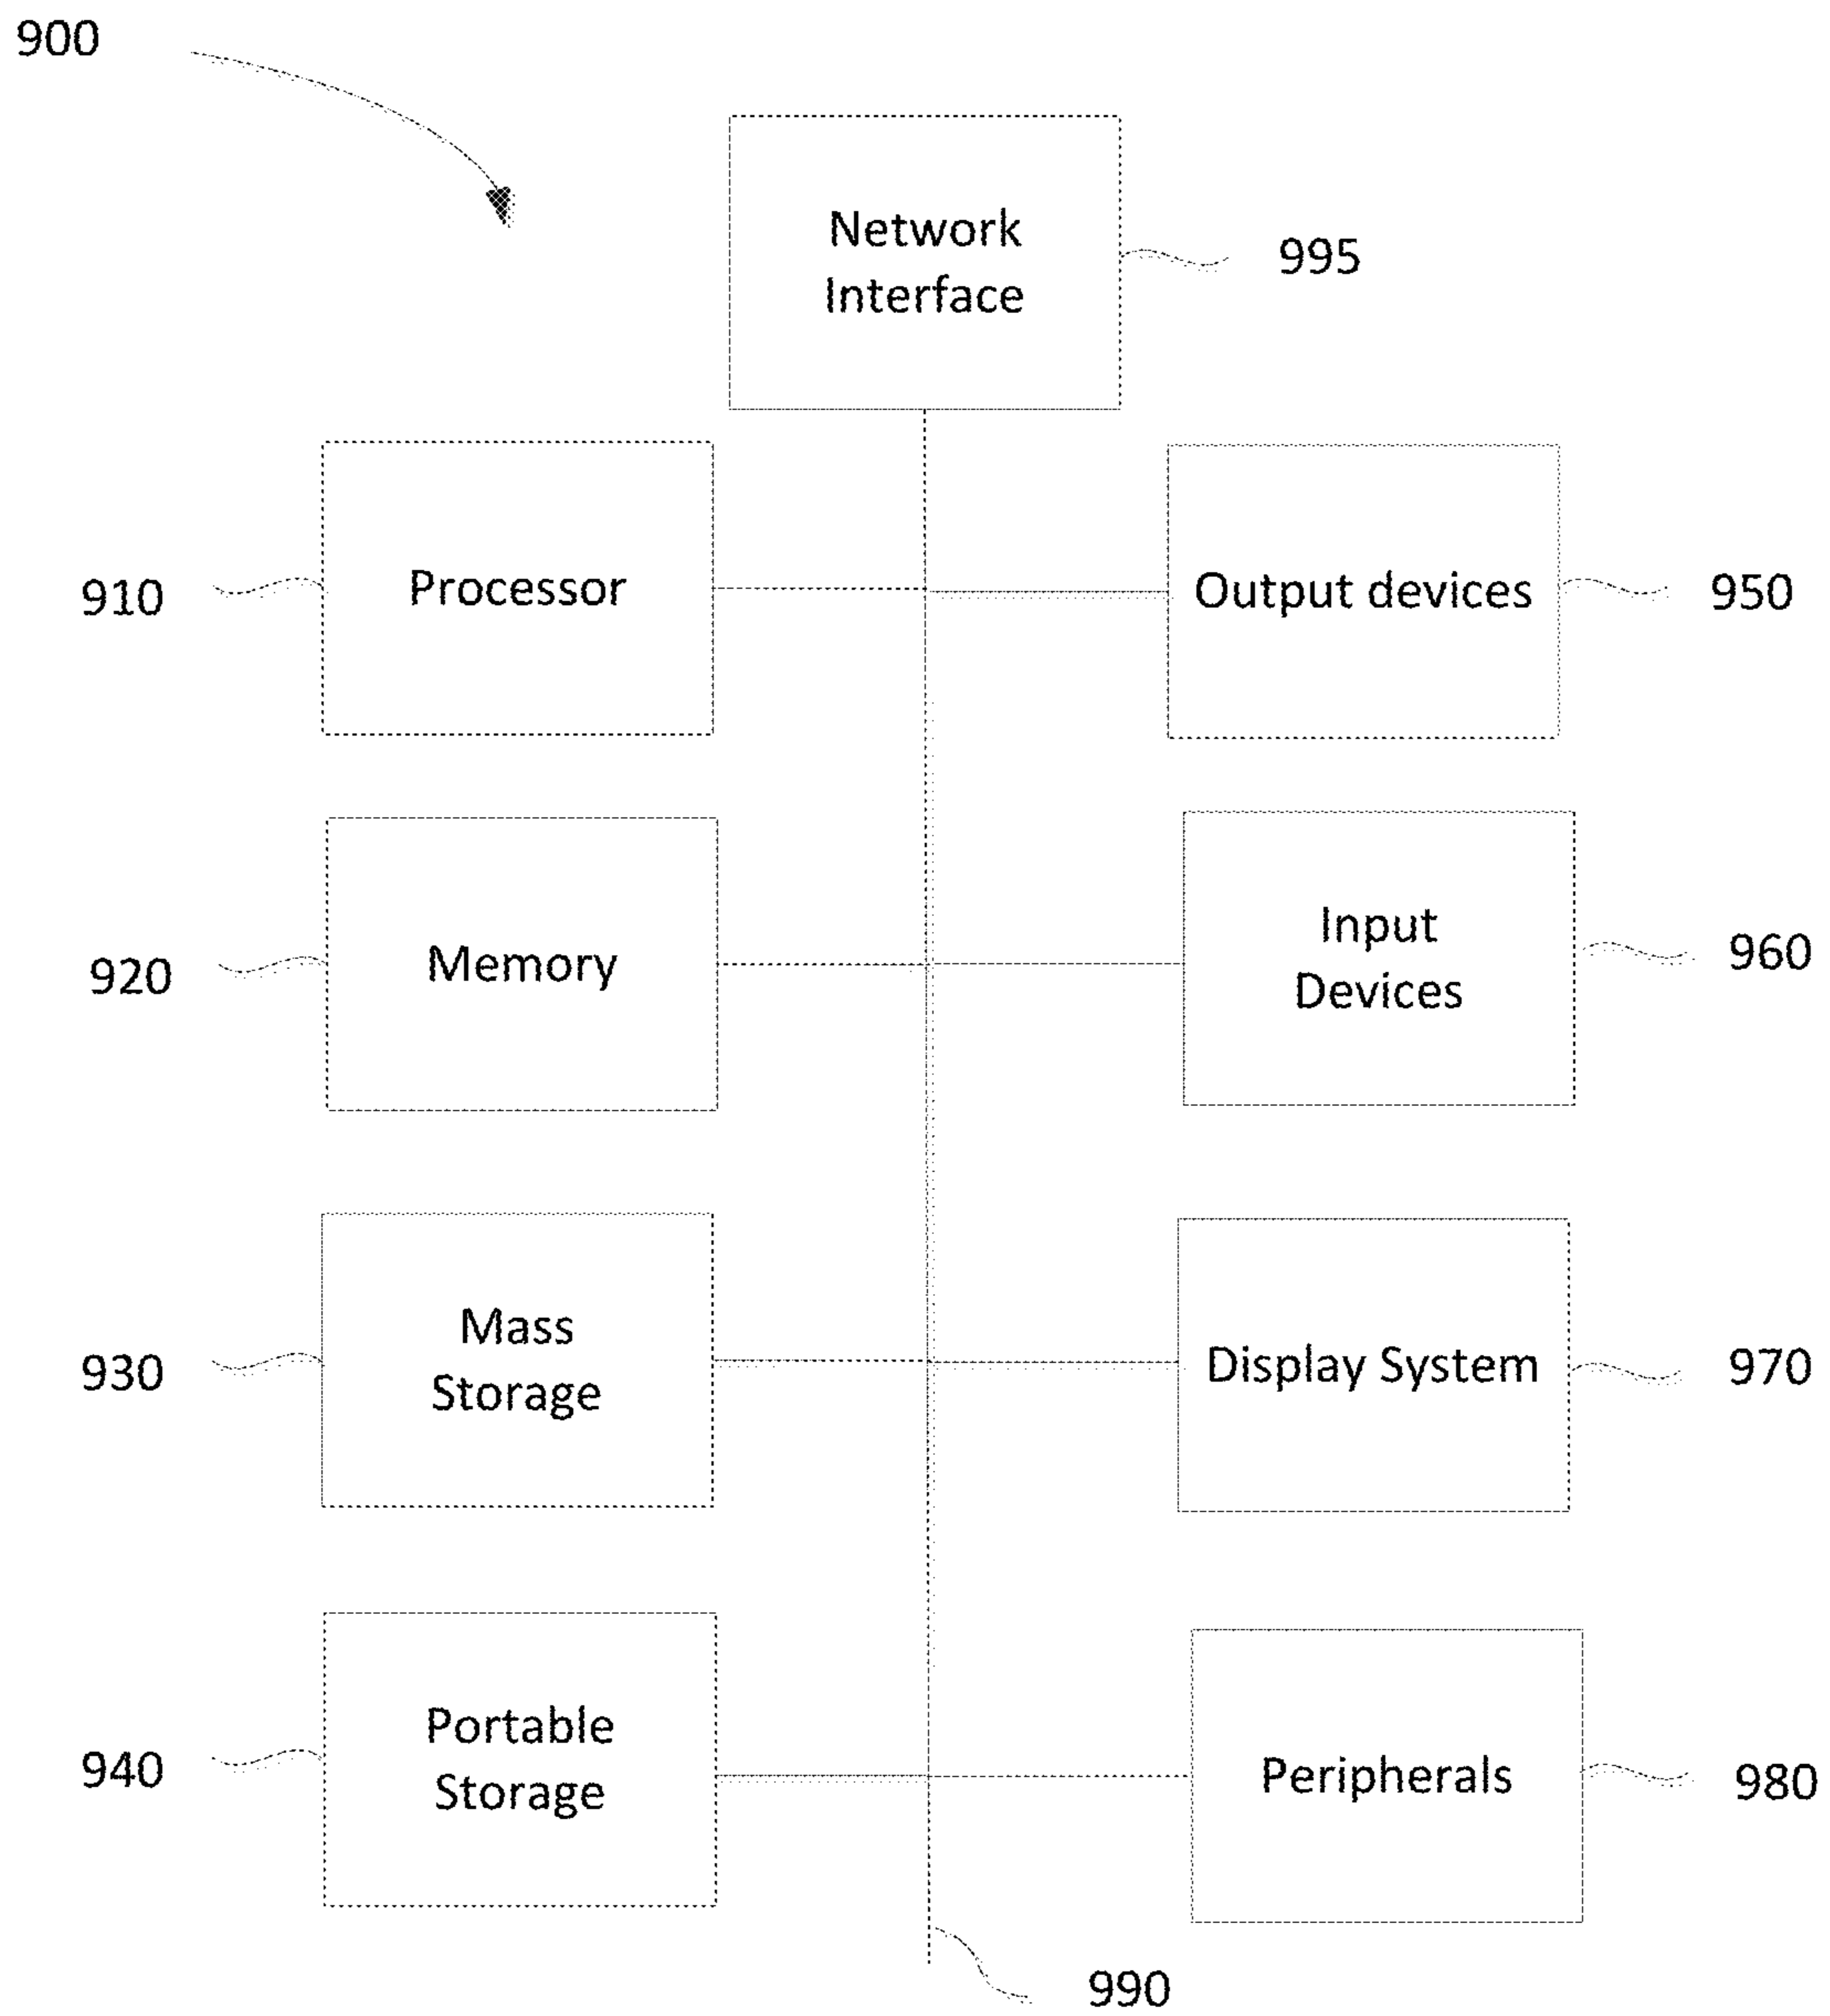 900
Network
Interface
995
Processor
910
Output devices
950
Memory
920
Input
Devices
960
Mass
Storage
930
Display System
970
Portable
Storage
940
Peripherals
980
990